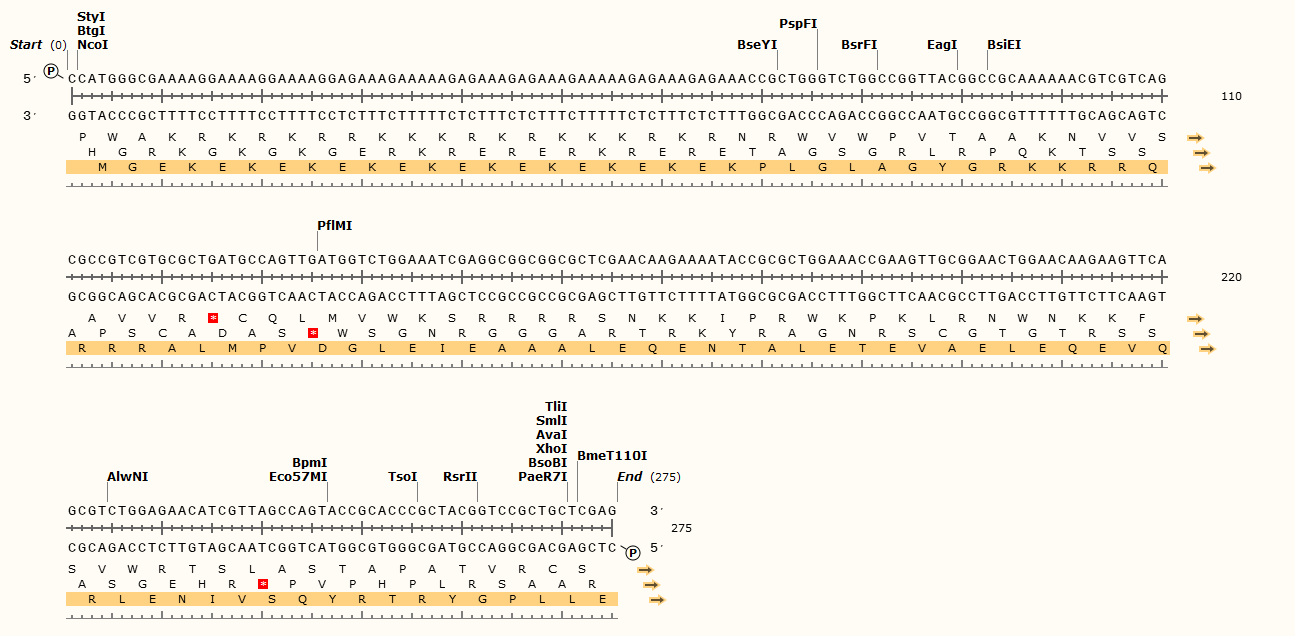 StyI
BtgI
NcoI
Start (0)
PspFI
BseYI BsrFI EagI BsiEI
P
5' CCATGGGCGAAAAGGAAAAGGAAAAGGAGAAAGAAAAAGAGAAAGAGAAAGAAAAAGAGAAAGAGAAACCGCTGGGTCTGGCCGGTTACGGCCGCAAAAAACGTCGTCAG
110
3' GGTACCCGCTTTTCCTTTTCCTTTTCCTCTTTCTTTTTCTCTTTCTCTTTCTTTTTCTCTTTCTCTTTGGCGACCCAGACCGGCCAATGCCGGCGTTTTTTGCAGCAGTC
P W A K R K R K R R K K K R K R K K K R K R N R W V W P V T A A K N V V S
H G R K G K G K G E R K R E R E R K R E R E T A G S G R L R P Q K T S S
M G E K E K E K E K E K E K E K E K E K E K P L G L A G Y G R K K R R Q
PflMI
CGCCGTCGTGCGCTGATGCCAGTTGATGGTCTGGAAATCGAGGCGGCGGCGCTCGAACAAGAAAATACCGCGCTGGAAACCGAAGTTGCGGAACTGGAACAAGAAGTTCA
220
GCGGCAGCACGCGACTACGGTCAACTACCAGACCTTTAGCTCCGCCGCCGCGAGCTTGTTCTTTTATGGCGCGACCTTTGGCTTCAACGCCTTGACCTTGTTCTTCAAGT
A V V R * C Q L M V W K S R R R R S N K K I P R W K P K L R N W N K K F
A P S C A D A S * W S G N R G G G A R T R K Y R A G N R S C G T G T R S S
R R R A L M P V D G L E I E A A A L E Q E N T A L E T E V A E L E Q E V Q
TliI
SmlI
AvaI
XhoI
BpmI BsoBI BmeT110I
AlwNI Eco57MI TsoI RsrII PaeR7I End (275)
GCGTCTGGAGAACATCGTTAGCCAGTACCGCACCCGCTACGGTCCGCTGCTCGAG 3'
275
CGCAGACCTCTTGTAGCAATCGGTCATGGCGTGGGCGATGCCAGGCGACGAGCTC P 5'
S V W R T S L A S T A P A T V R C S
A S G E H R * P V P H P L R S A A R
R L E N I V S Q Y R T R Y G P L L E